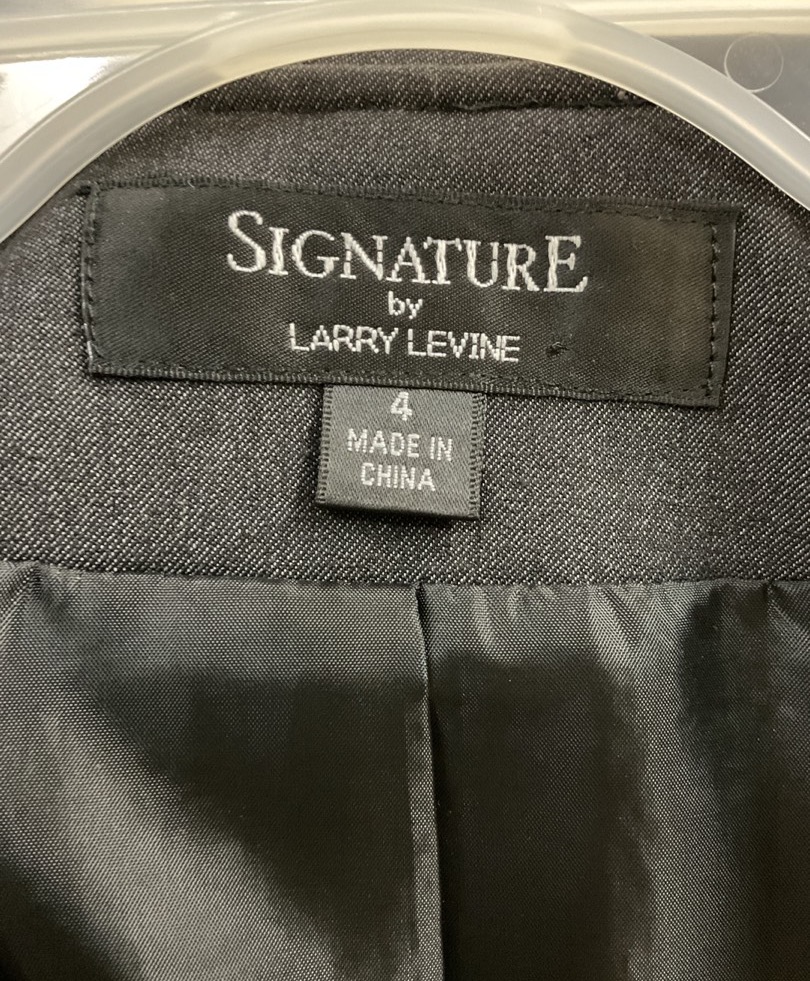 SIGNATURE
by
LARRY LEVINE
4
MADE IN
CHINA